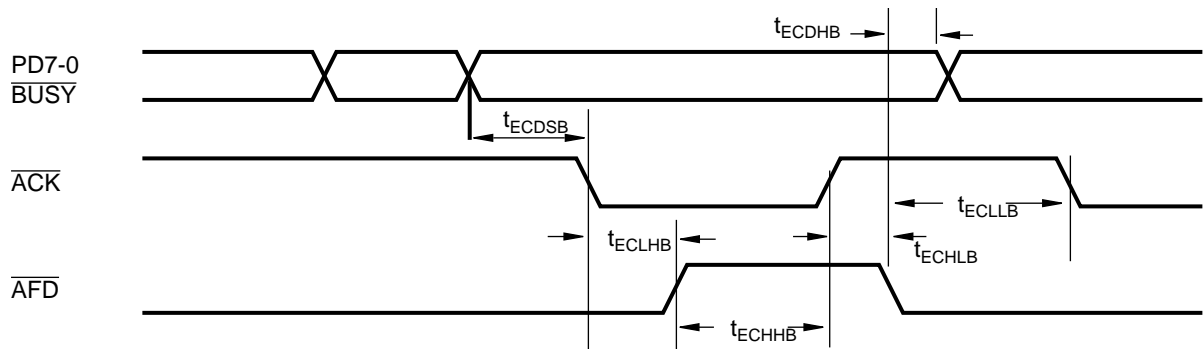 tECDHB
PD7-0
BUSY
tECDSB
ACK
tECLLB
tECLHB
tECHLB
AFD
tECHHB